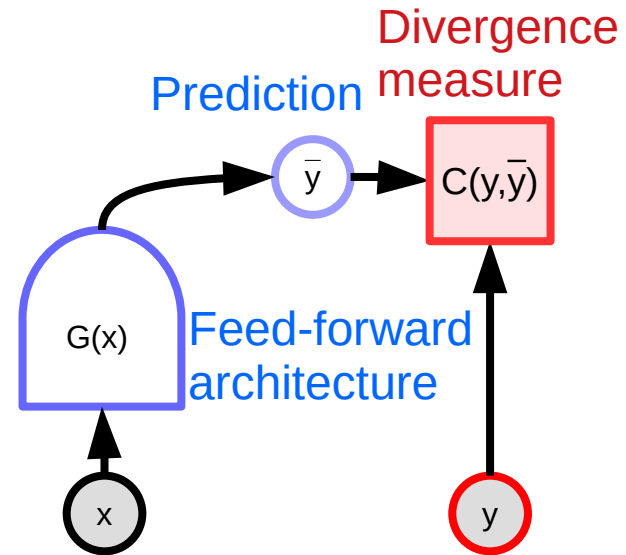 Divergence
measure
Prediction
ȳ
C(y,ȳ)
G(x)
Feed-forward
architecture
x
y